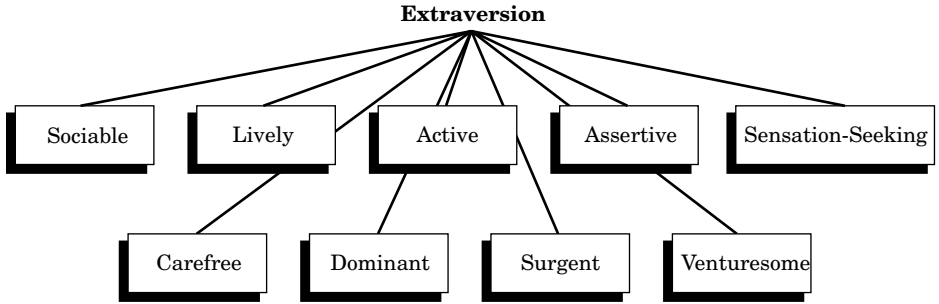 Extraversion
Sociable
Lively
Active
Assertive
Sensation-Seeking
Carefree
Dominant
Surgent
Venturesome